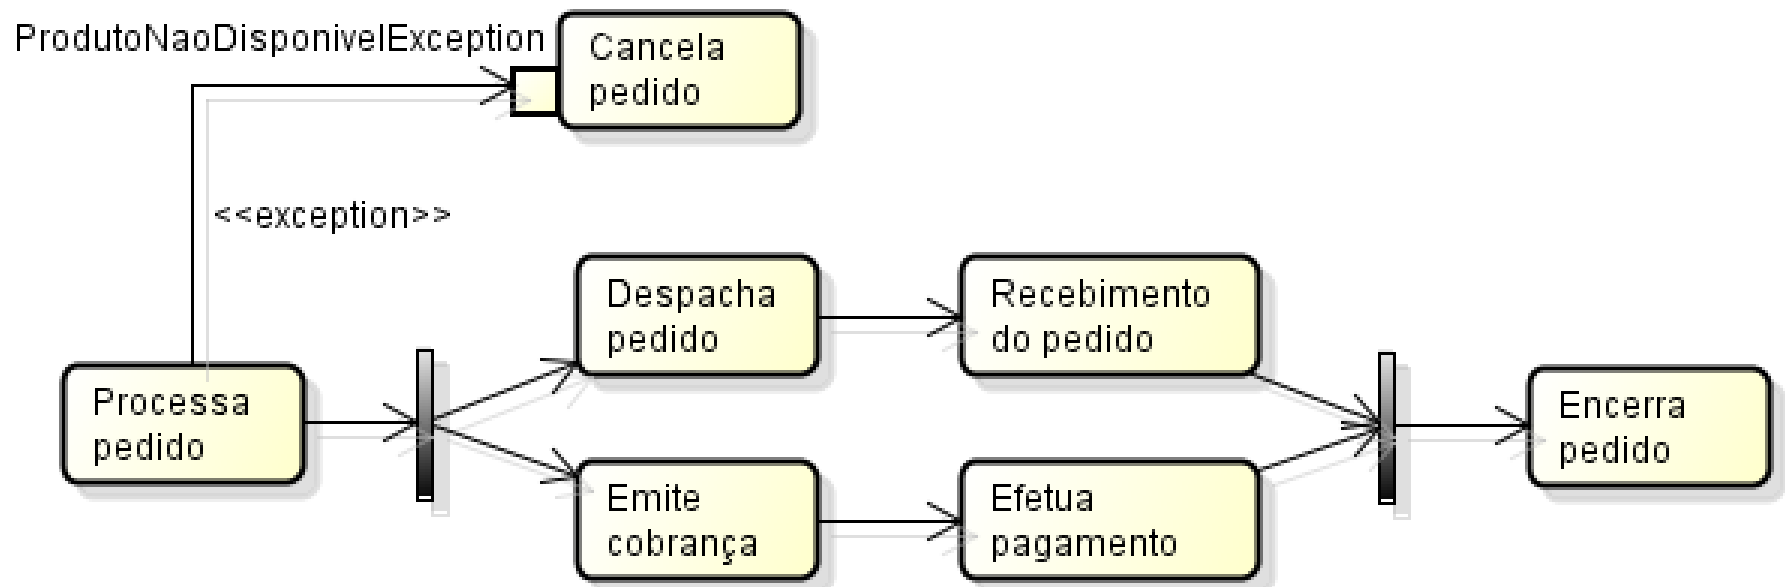 ProdutoNaoDisponivelException
Cancela
pedido
<<exception>>
Despacha
pedido
Recebimento
do pedido
Processa
pedido
Encerra
pedido
Emite
cobrança
Efetua
pagamento